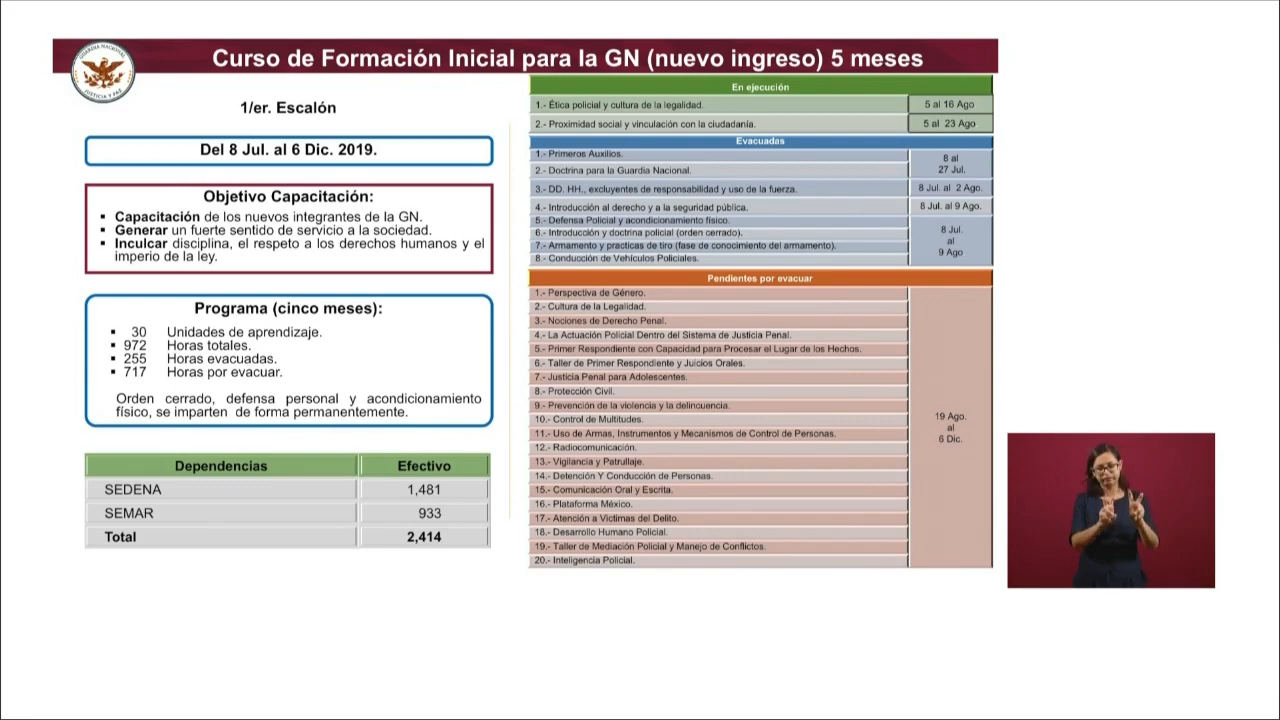 Curso de Formación Inicial para la GN (nuevo ingreso) 5 meses
GUARDIA NACIONAL
JUSTICIA Y PAZ
1/er. Escalón
Del 8 Jul. al 6 Dic. 2019.
Objetivo Capacitación:
▪ Capacitación de los nuevos integrantes de la GN.
▪ Generar un fuerte sentido de servicio a la sociedad.
▪ Inculcar disciplina, el respeto a los derechos humanos y el
imperio de la ley.
Programa (cinco meses):
▪ 30 Unidades de aprendizaje.
▪ 972 Horas totales.
▪ 255 Horas evacuadas.
▪ 717 Horas por evacuar.
Orden cerrado, defensa personal y acondicionamiento
físico, se imparten de forma permanentemente.
Dependencias Efectivo
SEDENA 1,481
SEMAR 933
Total 2,414
En ejecución
1.- Ética policial y cultura de la legalidad. 5 al 16 Ago
2.- Proximidad social y vinculación con la ciudadanía. 5 al 23 Ago
Evacuadas
1.- Primeros Auxilios.
2.- Doctrina para la Guardia Nacional.
8 al
27 Jul.
3.- DD. HH., excluyentes de responsabilidad y uso de la fuerza. 8 Jul. al 2 Ago.
4.- Introducción al derecho y a la seguridad pública. 8 Jul. al 9 Ago.
5.- Defensa Policial y acondicionamiento físico.
6.- Introducción y doctrina policial (orden cerrado).
7.- Armamento y practicas de tiro (fase de conocimiento del armamento).
8.- Conducción de Vehículos Policiales.
8 Jul.
al
9 Ago
Pendientes por evacuar
1.- Perspectiva de Género.
2.- Cultura de la Legalidad.
3.- Nociones de Derecho Penal.
4.- La Actuación Policial Dentro del Sistema de Justicia Penal.
5.- Primer Respondiente con Capacidad para Procesar el Lugar de los Hechos.
6.- Taller de Primer Respondiente y Juicios Orales.
7.- Justicia Penal para Adolescentes.
8.- Protección Civil.
9.- Prevención de la violencia y la delincuencia.
10.- Control de Multitudes.
11.- Uso de Armas, Instrumentos y Mecanismos de Control de Personas.
12.- Radiocomunicación.
13.- Vigilancia y Patrullaje.
14.- Detención Y Conducción de Personas.
15.- Comunicación Oral y Escrita.
16.- Plataforma México.
17.- Atención a Víctimas del Delito.
18.- Desarrollo Humano Policial.
19.- Taller de Mediación Policial y Manejo de Conflictos.
20.- Inteligencia Policial.
19 Ago.
al
6 Dic.